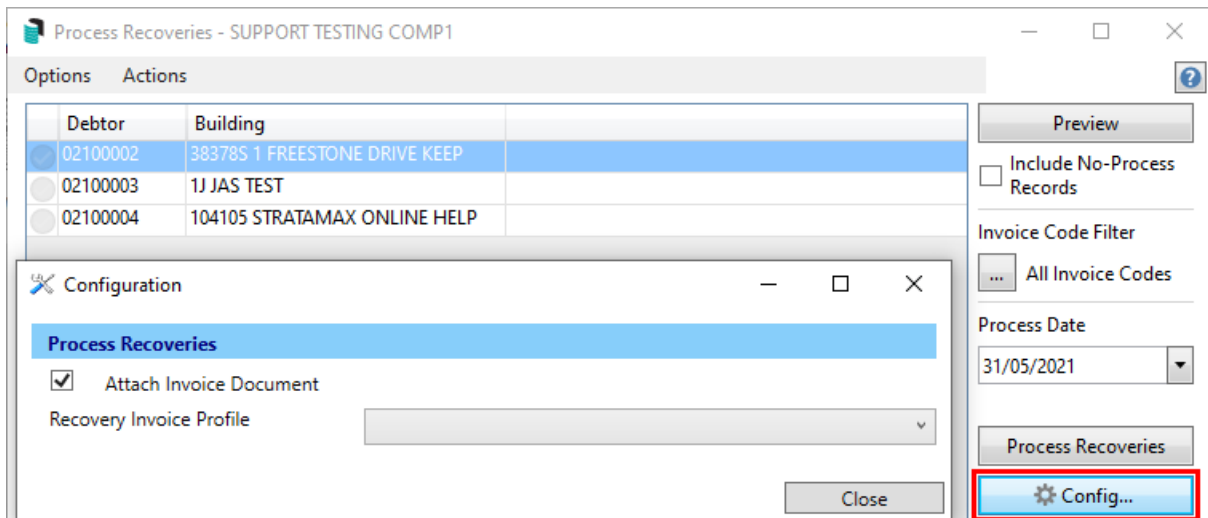 Process Recoveries - SUPPORT TESTING COMP1
Options Actions
Debtor Building
02100002 38378S 1 FREESTONE DRIVE KEEP
02100003 1J JAS TEST
02100004 104105 STRATAMAX ONLINE HELP
Preview
Include No-Process
Records
Invoice Code Filter
... All Invoice Codes
Process Date
31/05/2021
Process Recoveries
Config...
Configuration
Process Recoveries
Attach Invoice Document
Recovery Invoice Profile
Close